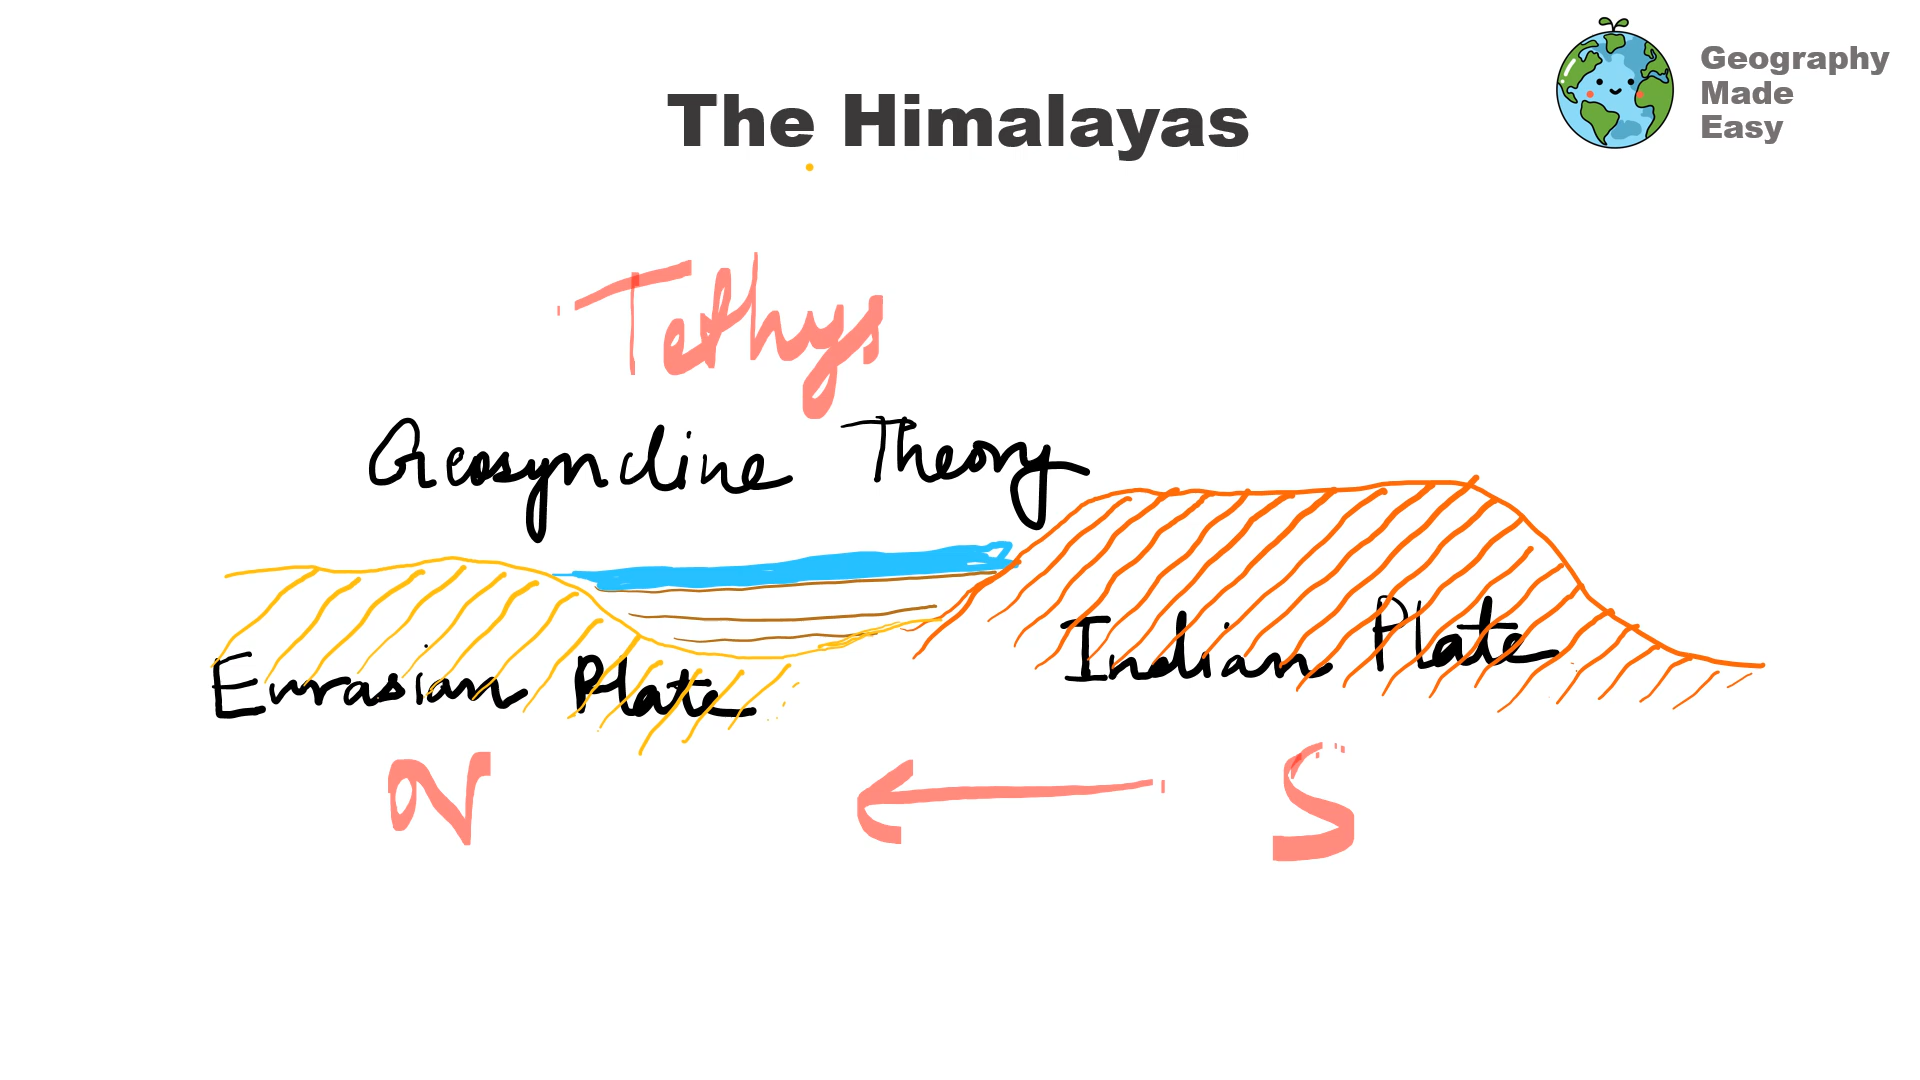 Geography
Made
Easy
The Himalayas
Tethys
Geosyncline Theory
Eurasian Plate
Indian Plate
N
S